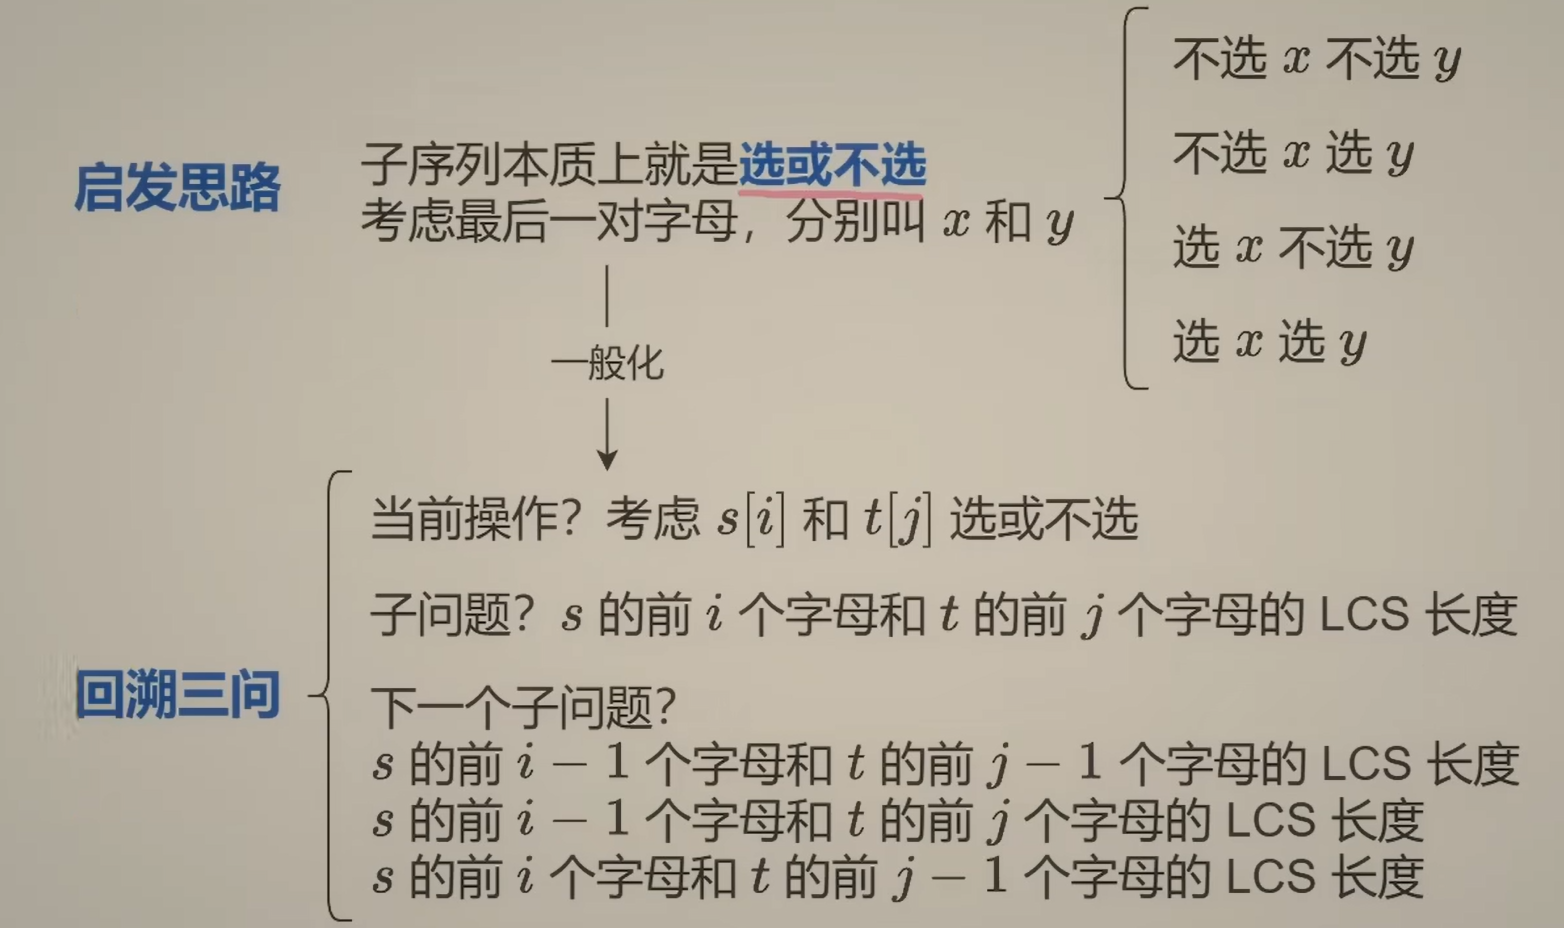 启发思路
子序列本质上就是选或不选
考虑最后一对字母，分别叫 x 和 y
不选 x 不选 y
不选 x 选 y
选 x 不选 y
选 x 选 y
一般化
回溯三问
当前操作？考虑 s[i] 和 t[j] 选或不选
子问题？s 的前 i 个字母和 t 的前 j 个字母的 LCS 长度
下一个子问题？
s 的前 i − 1 个字母和 t 的前 j − 1 个字母的 LCS 长度
s 的前 i − 1 个字母和 t 的前 j 个字母的 LCS 长度
s 的前 i 个字母和 t 的前 j − 1 个字母的 LCS 长度